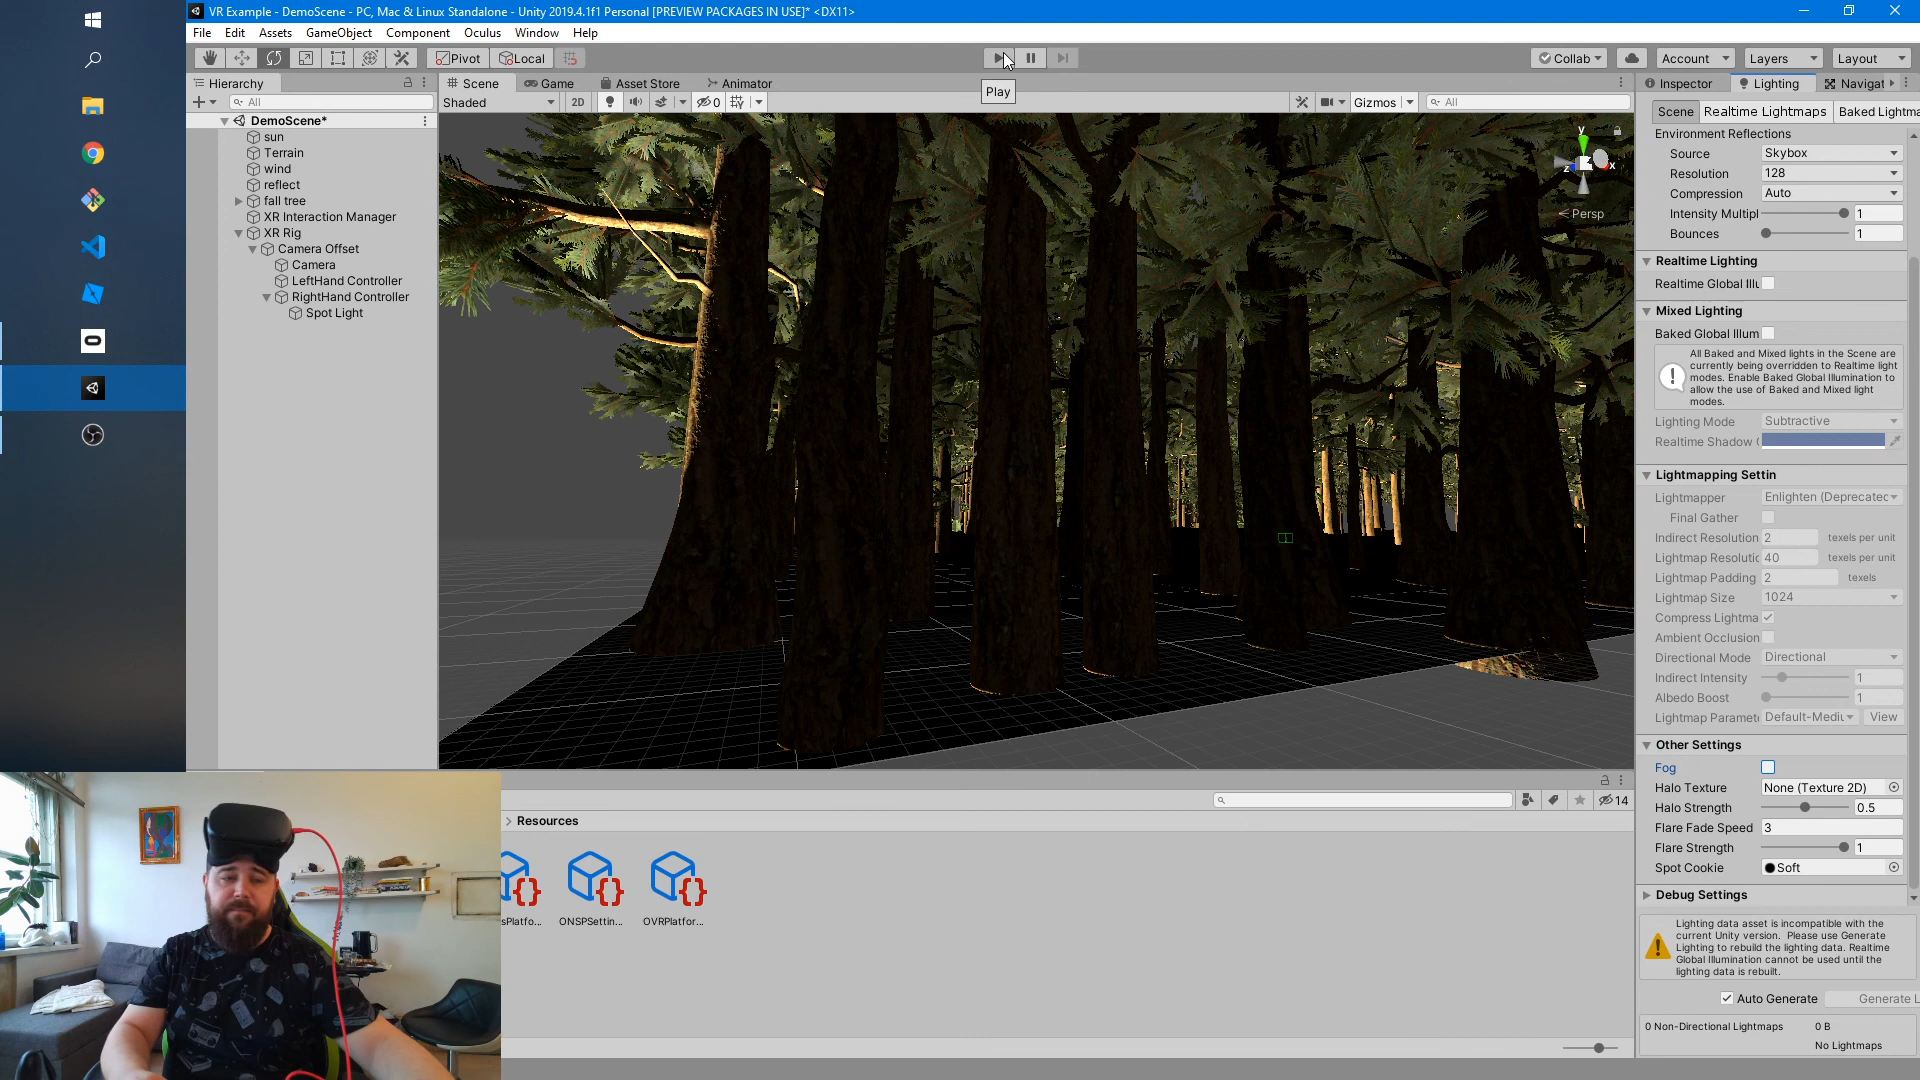 VR Example - DemoScene - PC, Mac & Linux Standalone - Unity 2019.4.1f1 Personal [PREVIEW PACKAGES IN USE]* <DX11>
File Edit Assets GameObject Component Oculus Window Help
Pivot Local Collab Account Layers Layout
Play
Hierarchy
All
DemoScene*
sun
Terrain
wind
reflect
fall tree
XR Interaction Manager
XR Rig
Camera Offset
Camera
LeftHand Controller
RightHand Controller
Spot Light
Scene Game Asset Store Animator
Shaded 2D 0 Gizmos All
y
x
z
Persp
Resources
14
sPlatfo...
ONSPSettin...
OVRPlatfor...
Inspector Lighting Navigat
Scene Realtime Lightmaps Baked Lightma
Environment Reflections
Source Skybox
Resolution 128
Compression Auto
Intensity Multipl 1
Bounces 1
Realtime Lighting
Realtime Global Illu
Mixed Lighting
Baked Global Illum
All Baked and Mixed lights in the Scene are
currently being overridden to Realtime light
modes. Enable Baked Global Illumination to
allow the use of Baked and Mixed light
modes.
Lighting Mode Subtractive
Realtime Shadow C
Lightmapping Settin
Lightmapper Enlighten (Deprecated
Final Gather
Indirect Resolution 2 texels per unit
Lightmap Resolutic 40 texels per unit
Lightmap Padding 2 texels
Lightmap Size 1024
Compress Lightma
Ambient Occlusion
Directional Mode Directional
Indirect Intensity 1
Albedo Boost 1
Lightmap Paramete Default-Mediu View
Other Settings
Fog
Halo Texture None (Texture 2D)
Halo Strength 0.5
Flare Fade Speed 3
Flare Strength 1
Spot Cookie Soft
Debug Settings
Lighting data asset is incompatible with the
current Unity version. Please use Generate
Lighting to rebuild the lighting data. Realtime
Global Illumination cannot be used until the
lighting data is rebuilt.
Auto Generate Generate L
0 Non-Directional Lightmaps 0 B
No Lightmaps